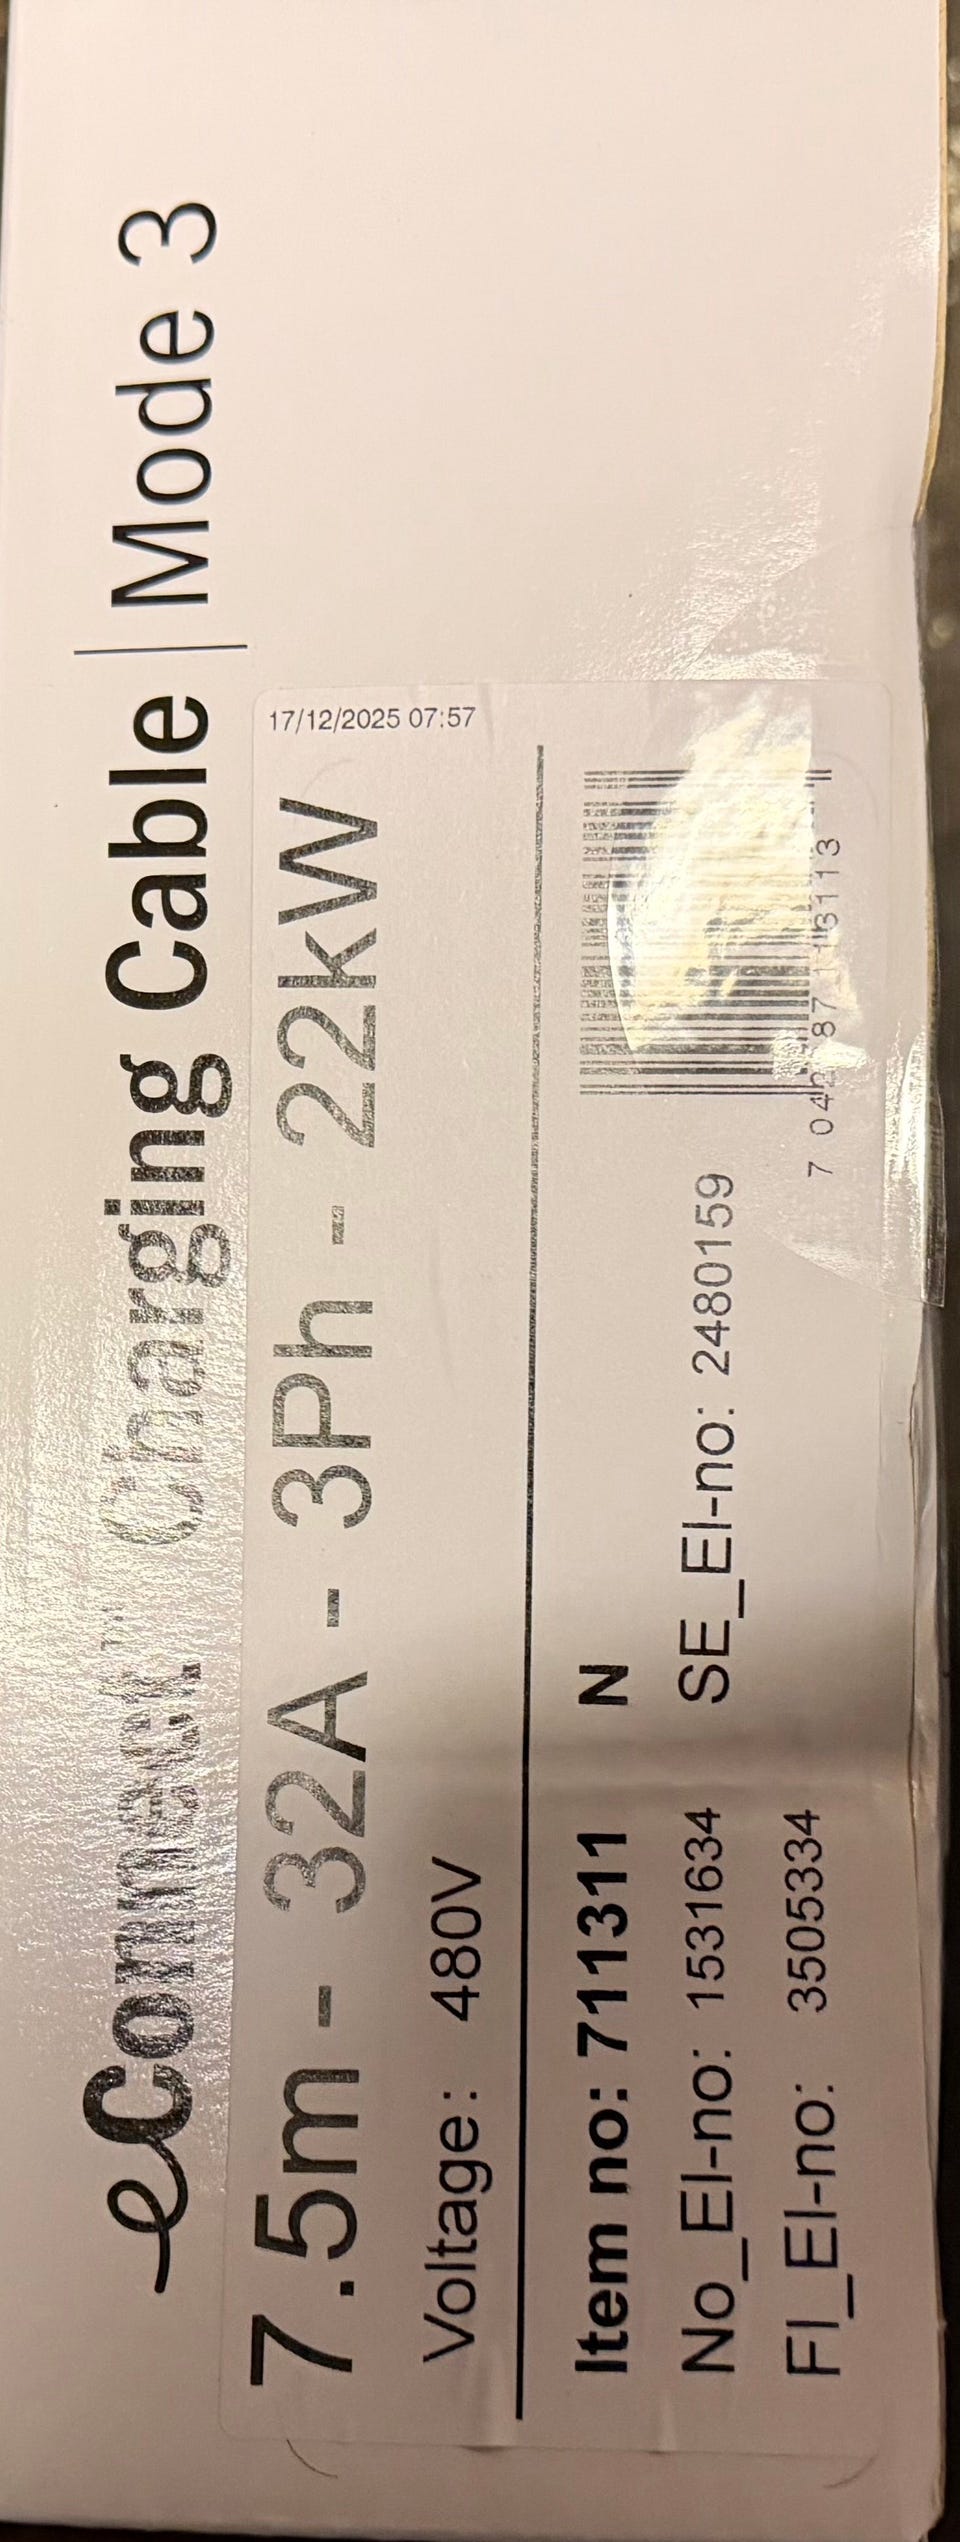 eConnect™ Charging Cable | Mode 3
17/12/2025 07:57
7.5m - 32A - 3Ph - 22kW
Voltage: 480V
Item no: 711311 N
No_El-no: 1531634 SE_El-no: 2480159
FI_El-no: 3505334